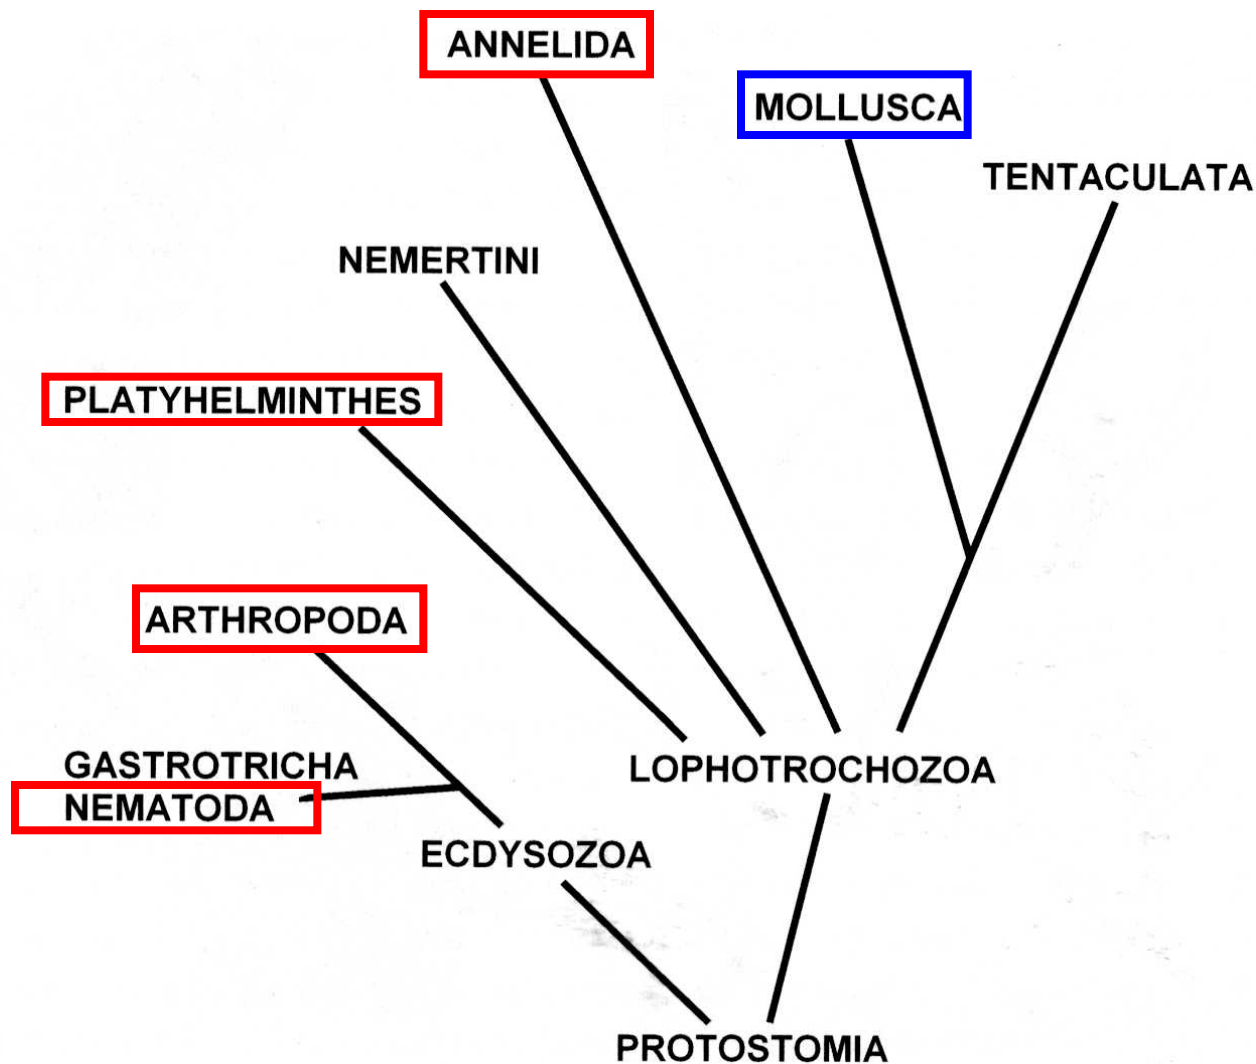 ANNELIDA
MOLLUSCA
TENTACULATA
NEMERTINI
PLATYHELMINTHES
ARTHROPODA
GASTROTRICHA
NEMATODA
LOPHOTROCHOZOA
ECDYSOZOA
PROTOSTOMIA